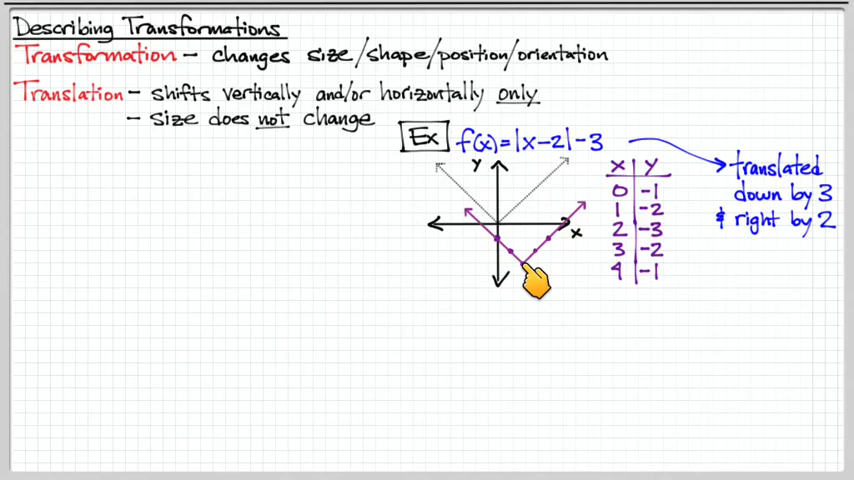 Describing Transformations
Transformation - changes size/shape/position/orientation
Translation - shifts vertically and/or horizontally only
- size does not change
Ex f(x)=|x-2|-3
translated
down by 3
& right by 2
y
x
x y
0 -1
1 -2
2 -3
3 -2
4 -1